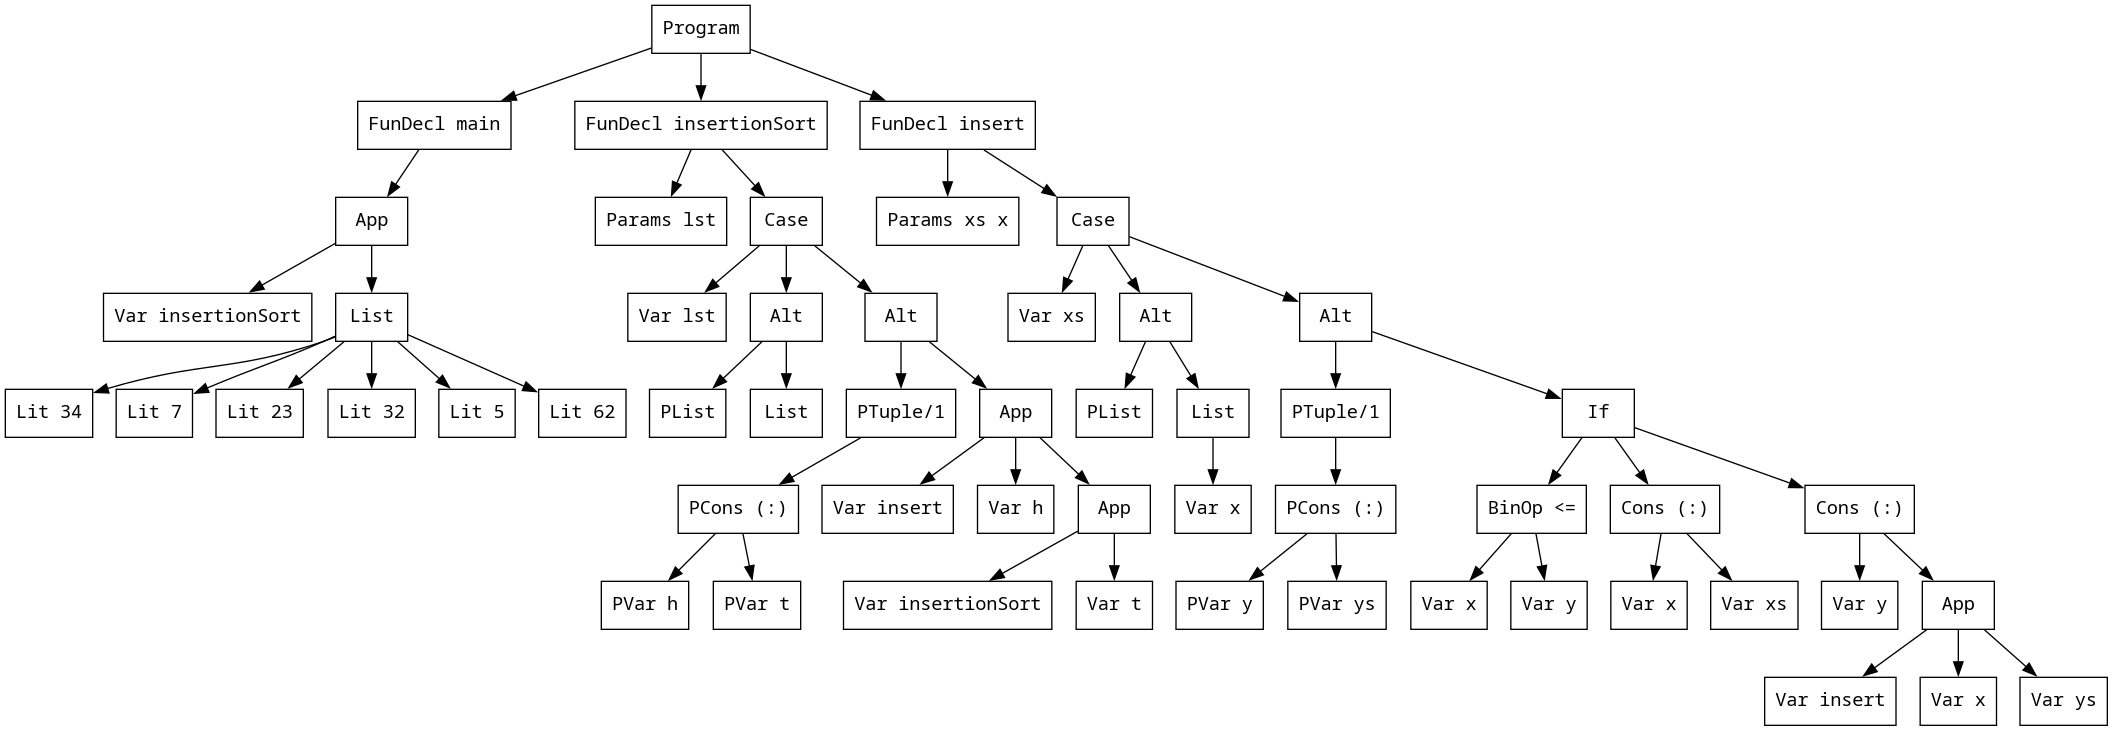 Program
FunDecl main
FunDecl insertionSort
FunDecl insert
App
Params lst
Case
Params xs x
Case
Var insertionSort
List
Var lst
Alt
Alt
Var xs
Alt
Alt
Lit 34
Lit 7
Lit 23
Lit 32
Lit 5
Lit 62
PList
List
PTuple/1
App
PList
List
PTuple/1
If
PCons (:)
Var insert
Var h
App
Var x
PCons (:)
BinOp <=
Cons (:)
Cons (:)
PVar h
PVar t
Var insertionSort
Var t
PVar y
PVar ys
Var x
Var y
Var x
Var xs
Var y
App
Var insert
Var x
Var ys